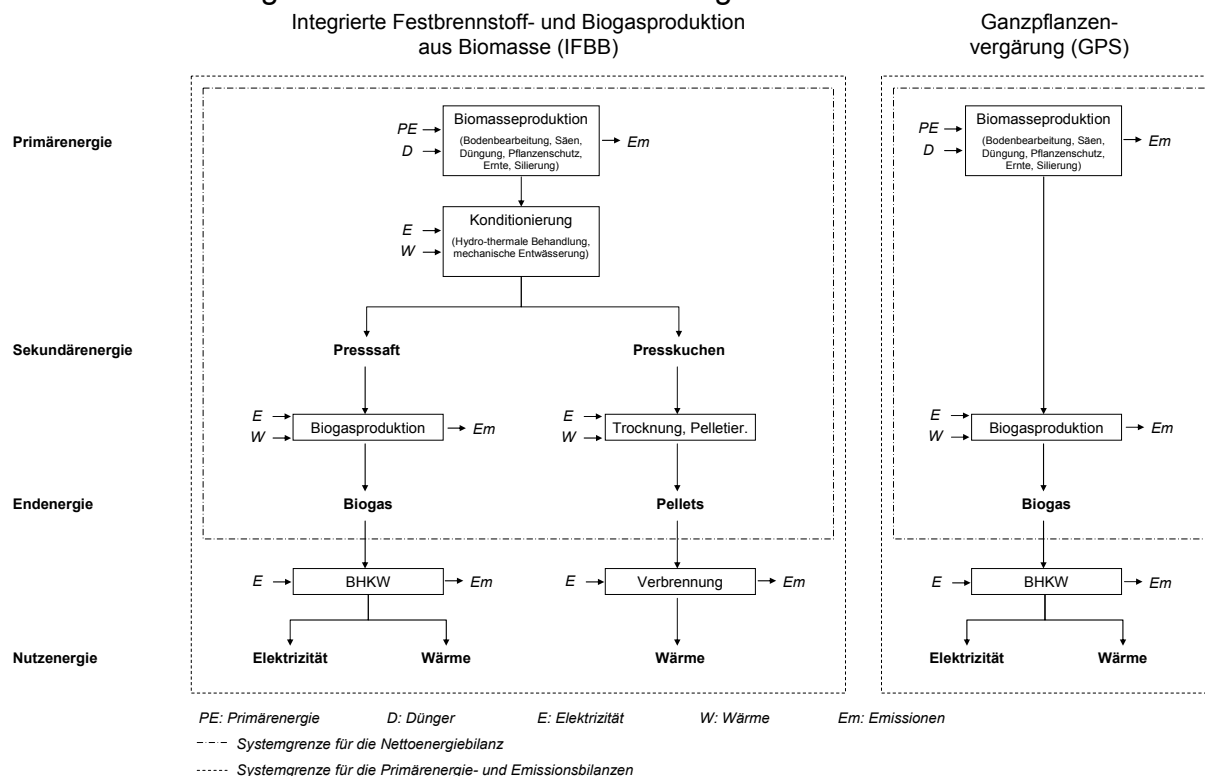 Integrierte Festbrennstoff- und Biogasproduktion
aus Biomasse (IFBB)
Ganzpflanzen-
vergärung (GPS)
Primärenergie
PE
D
Biomasseproduktion
(Bodenbearbeitung, Säen,
Düngung, Pflanzenschutz,
Ernte, Silierung)
Em
PE
D
Biomasseproduktion
(Bodenbearbeitung, Säen,
Düngung, Pflanzenschutz,
Ernte, Silierung)
Em
E
W
Konditionierung
(Hydro-thermale Behandlung,
mechanische Entwässerung)
Sekundärenergie
Presssaft
Presskuchen
E
W
Biogasproduktion
Em
E
W
Trocknung, Pelletier.
E
W
Biogasproduktion
Em
Endenergie
Biogas
Pellets
Biogas
E
BHKW
Em
E
Verbrennung
Em
E
BHKW
Em
Nutzenergie
Elektrizität
Wärme
Wärme
Elektrizität
Wärme
PE: Primärenergie
D: Dünger
E: Elektrizität
W: Wärme
Em: Emissionen
Systemgrenze für die Nettoenergiebilanz
Systemgrenze für die Primärenergie- und Emissionsbilanzen